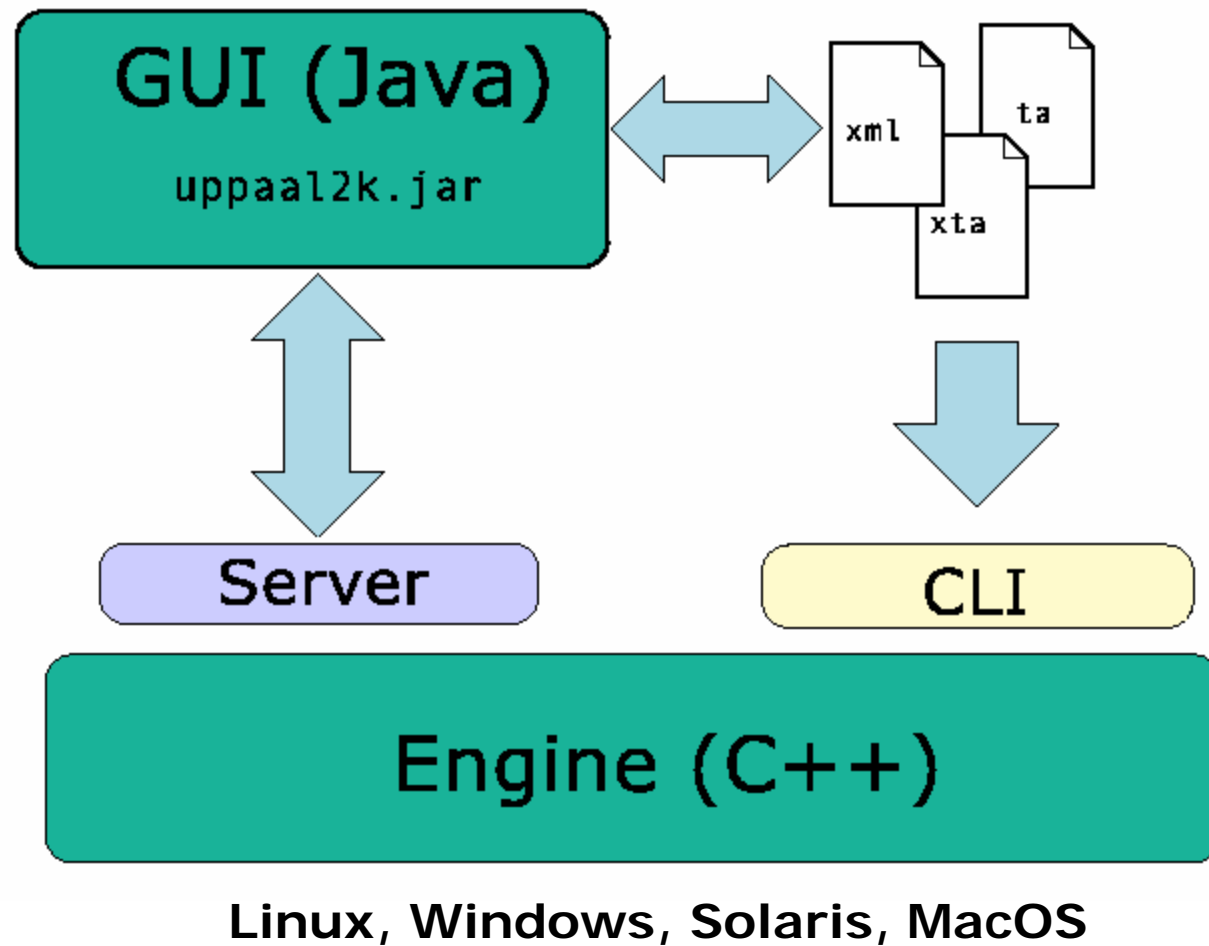 GUI (Java)
uppaal2k.jar
xml
ta
xta
Server
CLI
Engine (C++)
Linux, Windows, Solaris, MacOS